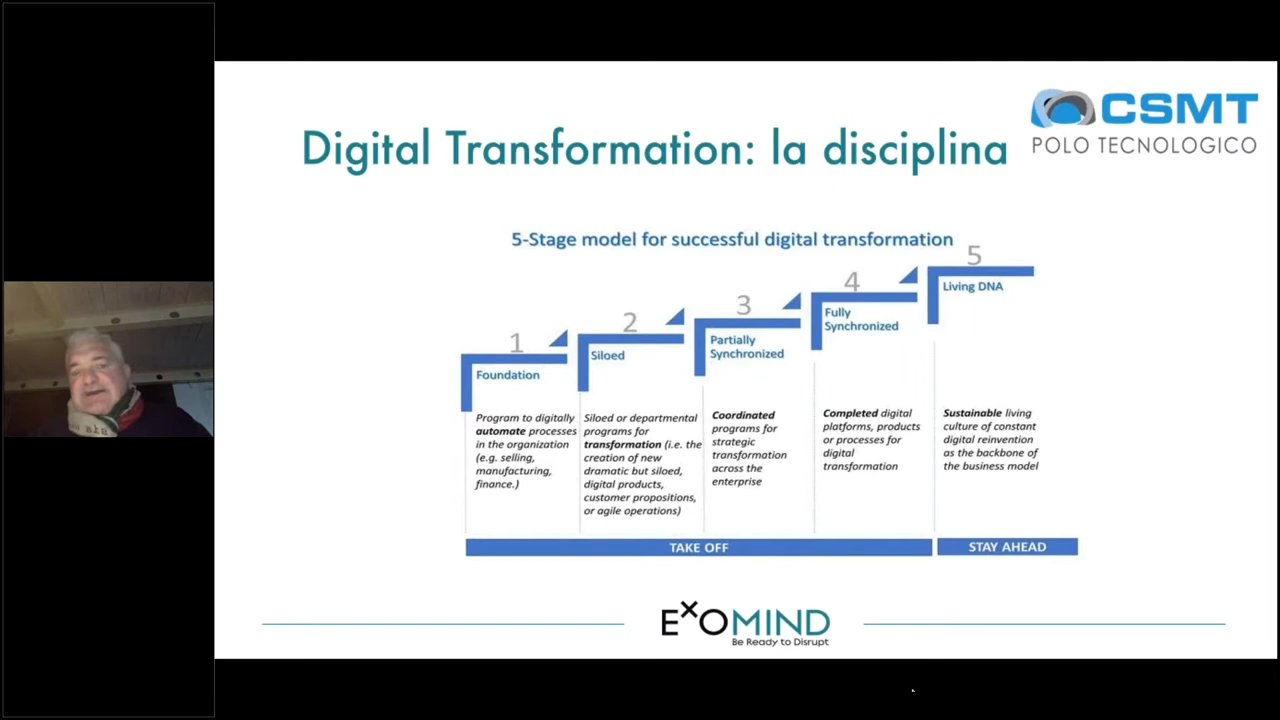 CSMT
POLO TECNOLOGICO
Digital Transformation: la disciplina
5-Stage model for successful digital transformation
1
Foundation
Program to digitally
automate processes
in the organization
(e.g. selling,
manufacturing,
finance.)
2
Siloed
Siloed or departmental
programs for
transformation (i.e. the
creation of new
dramatic but siloed,
digital products,
customer propositions,
or agile operations)
3
Partially
Synchronized
Coordinated
programs for
strategic
transformation
across the
enterprise
4
Fully
Synchronized
Completed digital
platforms, products
or processes for
digital
transformation
5
Living DNA
Sustainable living
culture of constant
digital reinvention
as the backbone of
the business model
TAKE OFF
STAY AHEAD
EXOMIND
Be Ready to Disrupt